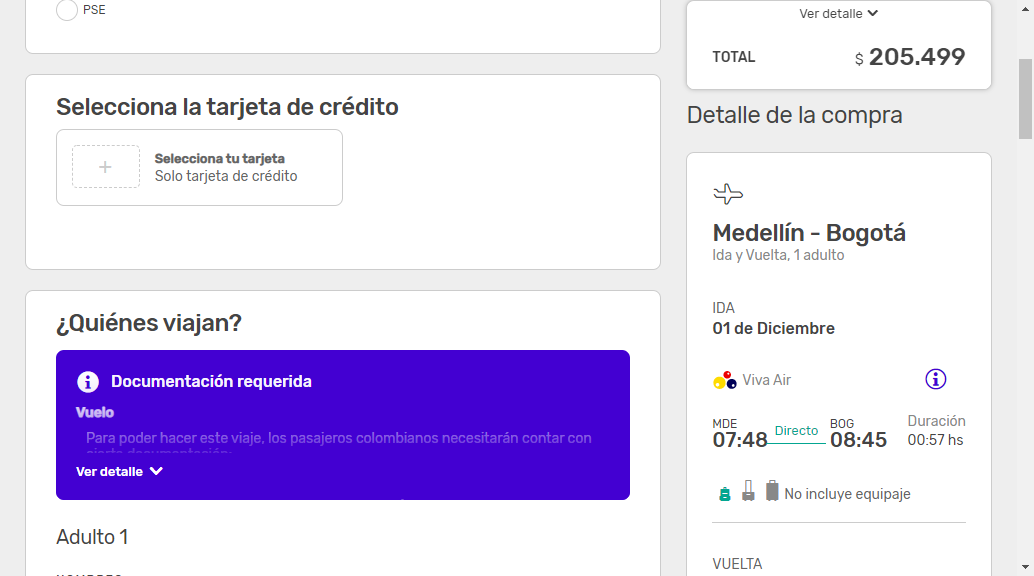 PSE
Selecciona la tarjeta de crédito
Selecciona tu tarjeta
Solo tarjeta de crédito
¿Quiénes viajan?
Documentación requerida
Vuelo
Para poder hacer este viaje, los pasajeros colombianos necesitarán contar con
cierta documentación:
Ver detalle
Adulto 1
NOMBRES
Ver detalle
TOTAL $ 205.499
Detalle de la compra
Medellín - Bogotá
Ida y Vuelta, 1 adulto
IDA
01 de Diciembre
Viva Air
MDE BOG Duración
07:48 Directo 08:45 00:57 hs
No incluye equipaje
VUELTA